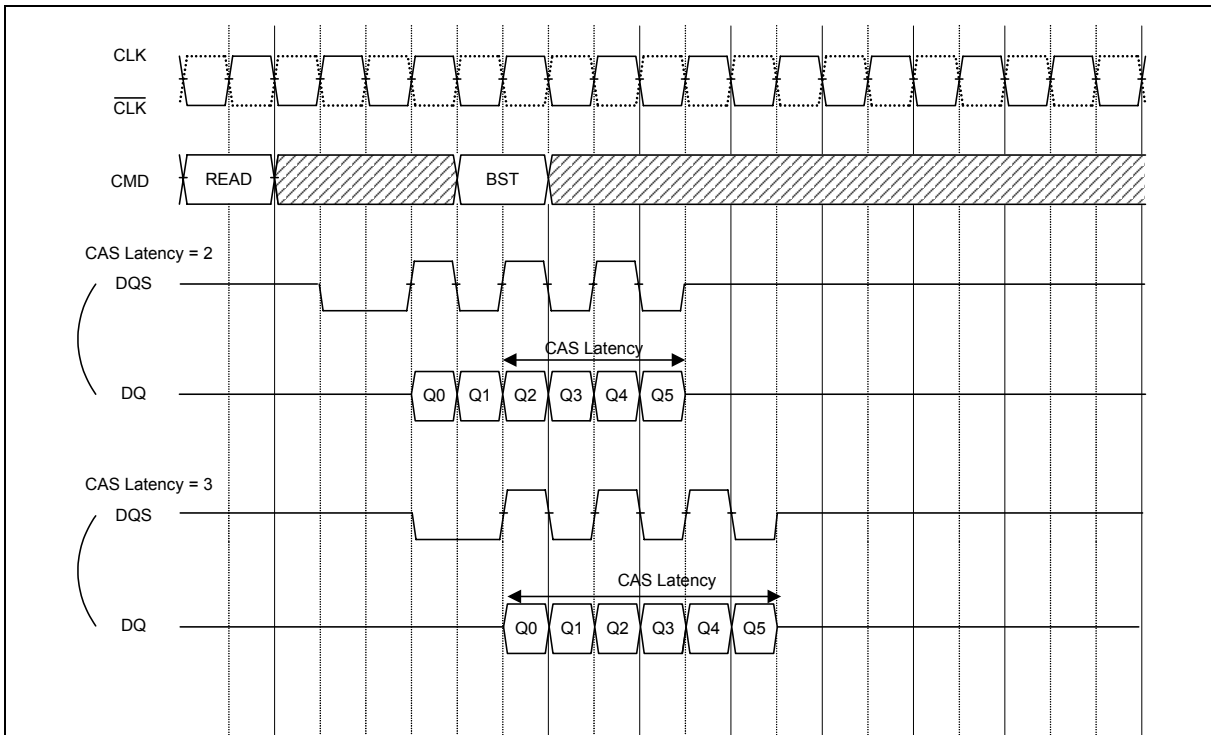 CLK
CLK
CMD READ BST
CAS Latency = 2
DQS
CAS Latency
DQ Q0 Q1 Q2 Q3 Q4 Q5
CAS Latency = 3
DQS
CAS Latency
DQ Q0 Q1 Q2 Q3 Q4 Q5